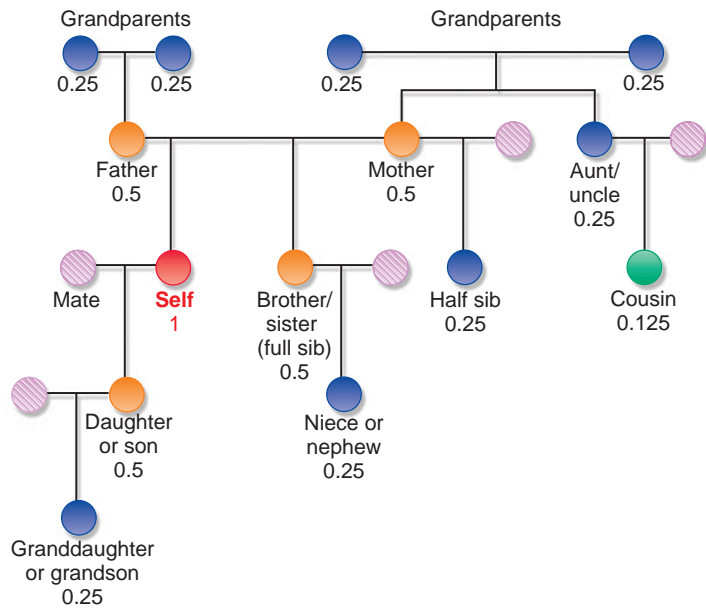 Grandparents
Grandparents
0.25
0.25
0.25
0.25
Father
0.5
Mother
0.5
Aunt/
uncle
0.25
Mate
Self
1
Brother/
sister
(full sib)
0.5
Half sib
0.25
Cousin
0.125
Daughter
or son
0.5
Niece or
nephew
0.25
Granddaughter
or grandson
0.25